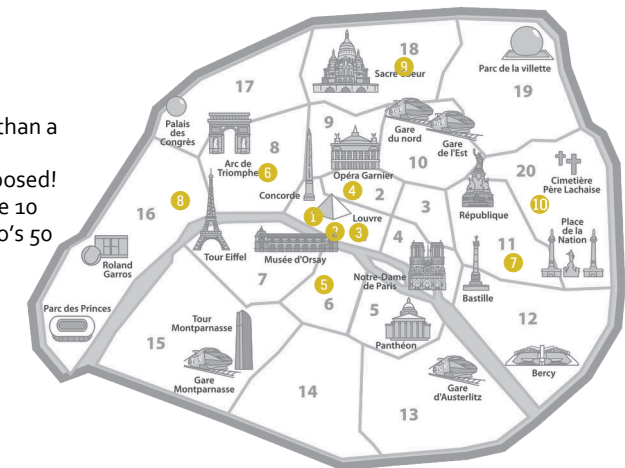 than a
posed!
e 10
o's 50
18
9
Sacré Coeur
Parc de la villette
19
17
Palais
des
Congrès
Arc de
Triomphe
6
8
9
Opéra Garnier
Gare
du nord
Gare
de l'Est
10
20
Cimetière
Père Lachaise
Concorde
4
2
3
République
10
16
8
1
Louvre
2
3
4
11
7
Place
de la
Nation
Roland
Garros
Tour Eiffel
Musée d'Orsay
7
5
6
Notre-Dame
de Paris
Bastille
Parc des Princes
Tour
Montparnasse
5
Panthéon
12
15
Gare
Montparnasse
Bercy
14
Gare
d'Austerlitz
13